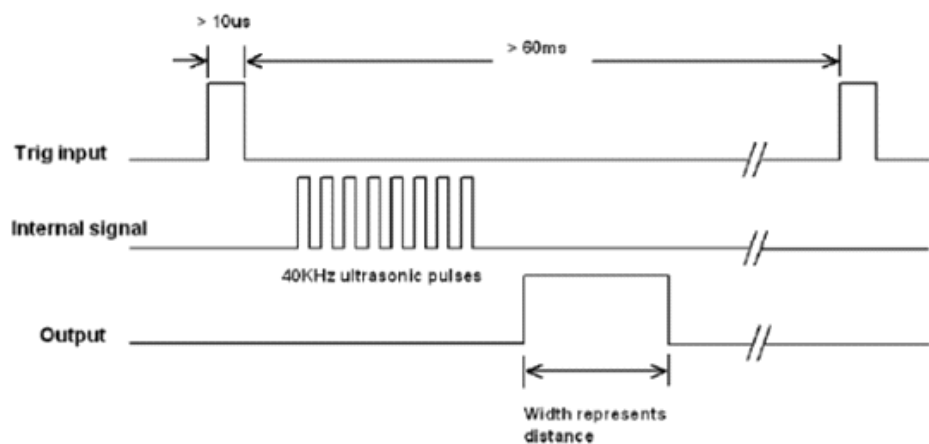 > 10us
> 60ms
Trig input
Internal signal
40KHz ultrasonic pulses
Output
Width represents
distance